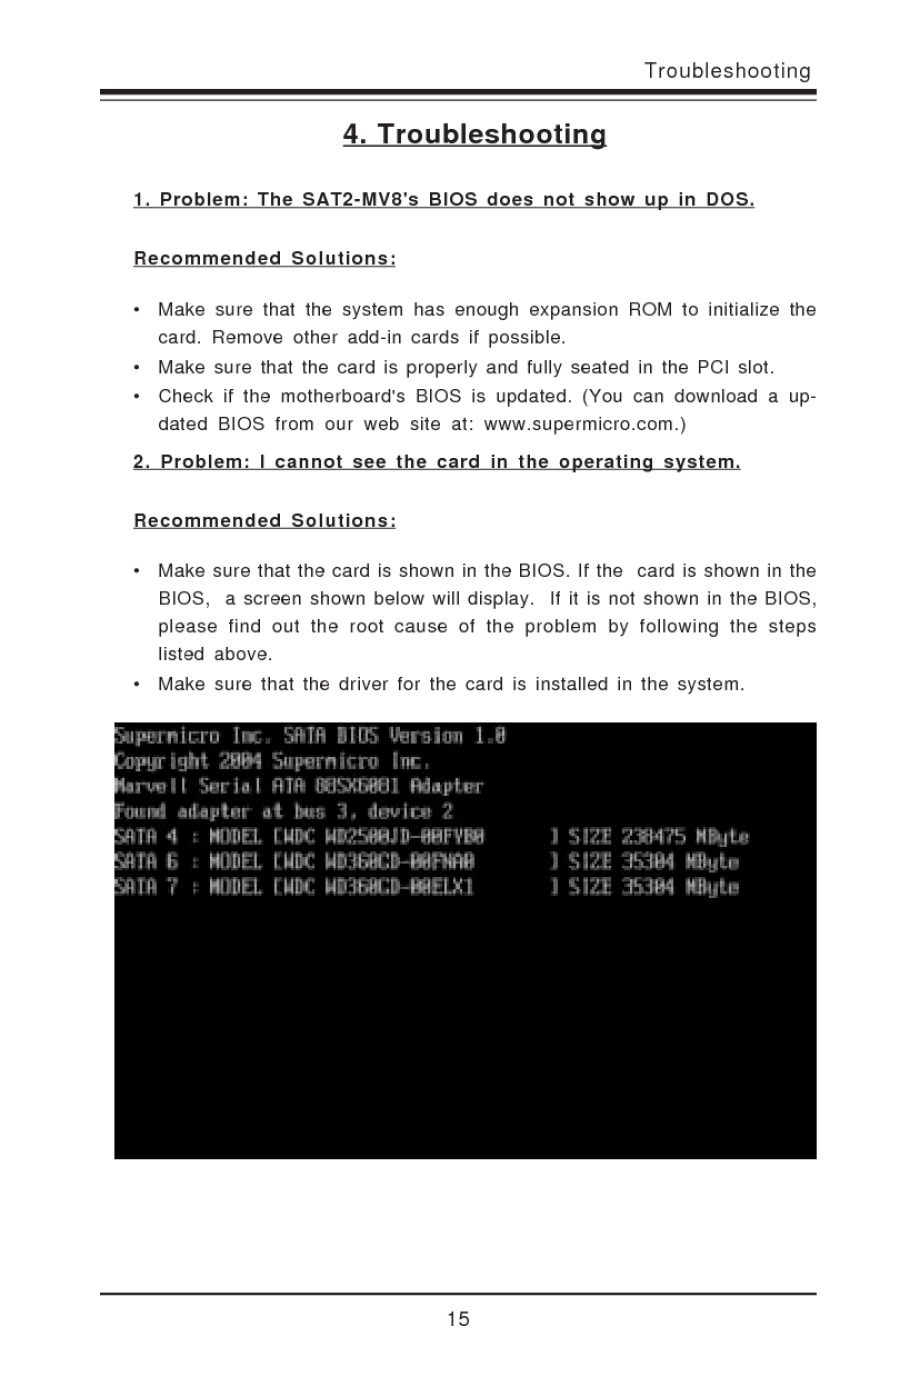 Troubleshooting
4. Troubleshooting
1. Problem: The SAT2-MV8's BIOS does not show up in DOS.
Recommended Solutions:
• Make sure that the system has enough expansion ROM to initialize the
card. Remove other add-in cards if possible.
• Make sure that the card is properly and fully seated in the PCI slot.
• Check if the motherboard's BIOS is updated. (You can download a up-
dated BIOS from our web site at: www.supermicro.com.)
2. Problem: I cannot see the card in the operating system.
Recommended Solutions:
• Make sure that the card is shown in the BIOS. If the card is shown in the
BIOS, a screen shown below will display. If it is not shown in the BIOS,
please find out the root cause of the problem by following the steps
listed above.
• Make sure that the driver for the card is installed in the system.
Supermicro Inc. SATA BIOS Version 1.0
Copyright 2004 Supermicro Inc.
Marvell Serial ATA 88SX6081 Adapter
Found adapter at bus 3, device 2
SATA 4 : MODEL [WDC WD2500JD-00FYB0 ] SIZE 238475 MByte
SATA 6 : MODEL [WDC WD360GD-00FNA0 ] SIZE 35304 MByte
SATA 7 : MODEL [WDC WD360GD-00ELX1 ] SIZE 35304 MByte
15